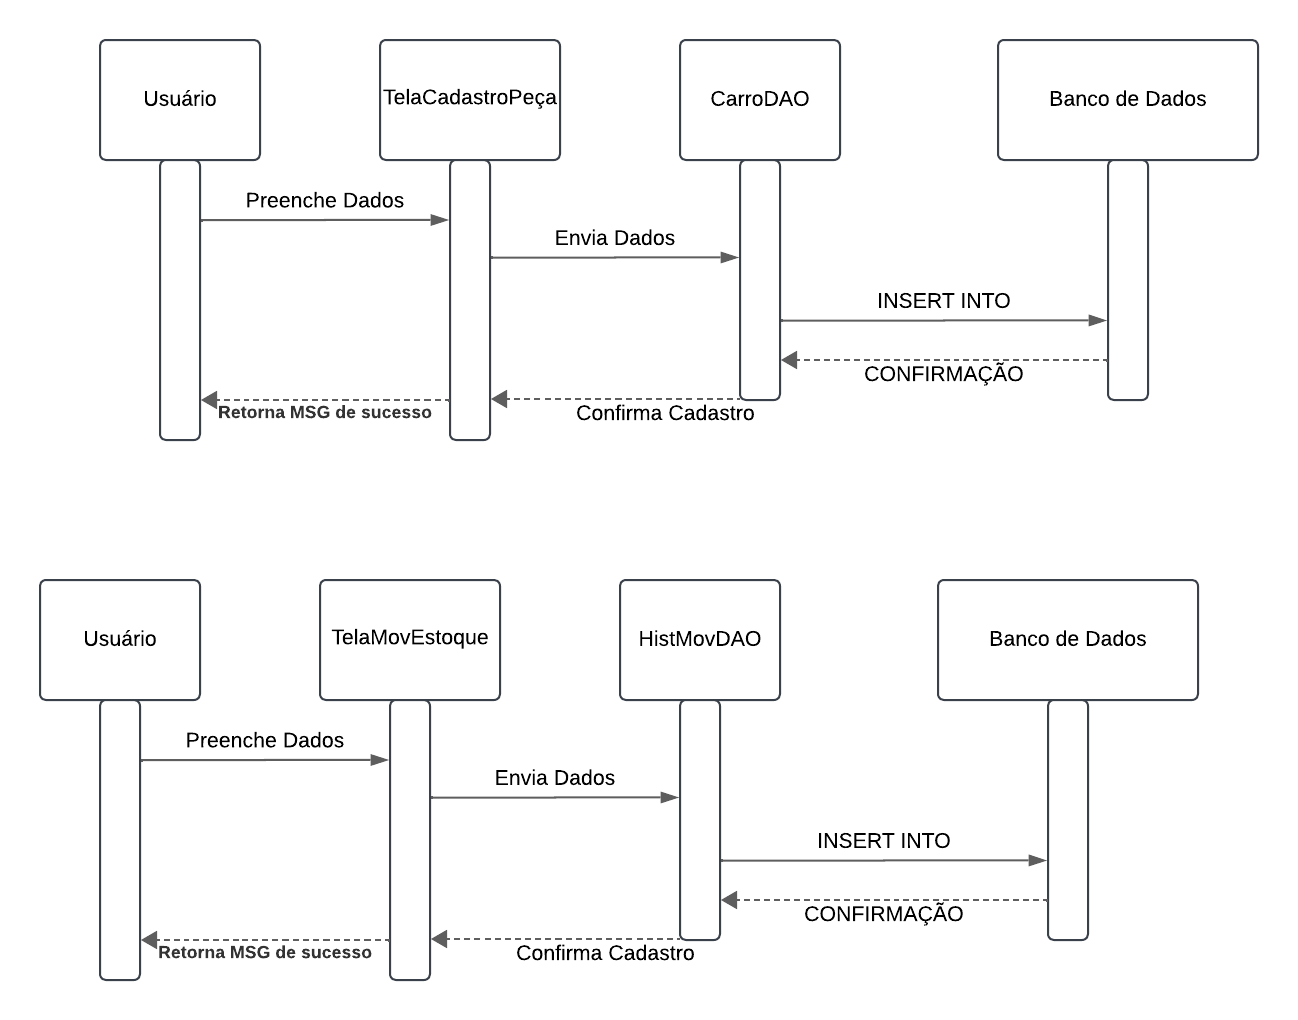 Usuário
TelaCadastroPeça
CarroDAO
Banco de Dados
Preenche Dados
Envia Dados
INSERT INTO
CONFIRMAÇÃO
Confirma Cadastro
Retorna MSG de sucesso
Usuário
TelaMovEstoque
HistMovDAO
Banco de Dados
Preenche Dados
Envia Dados
INSERT INTO
CONFIRMAÇÃO
Confirma Cadastro
Retorna MSG de sucesso